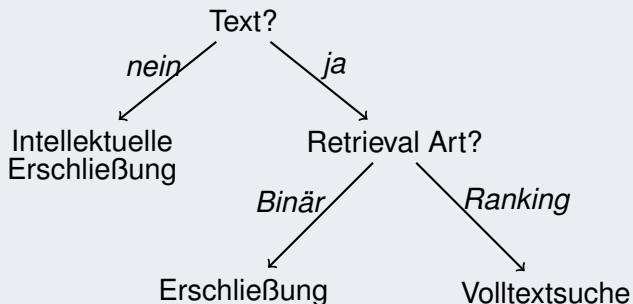 Text?
nein
ja
Intellektuelle
Erschließung
Retrieval Art?
Binär
Ranking
Erschließung
Volltextsuche